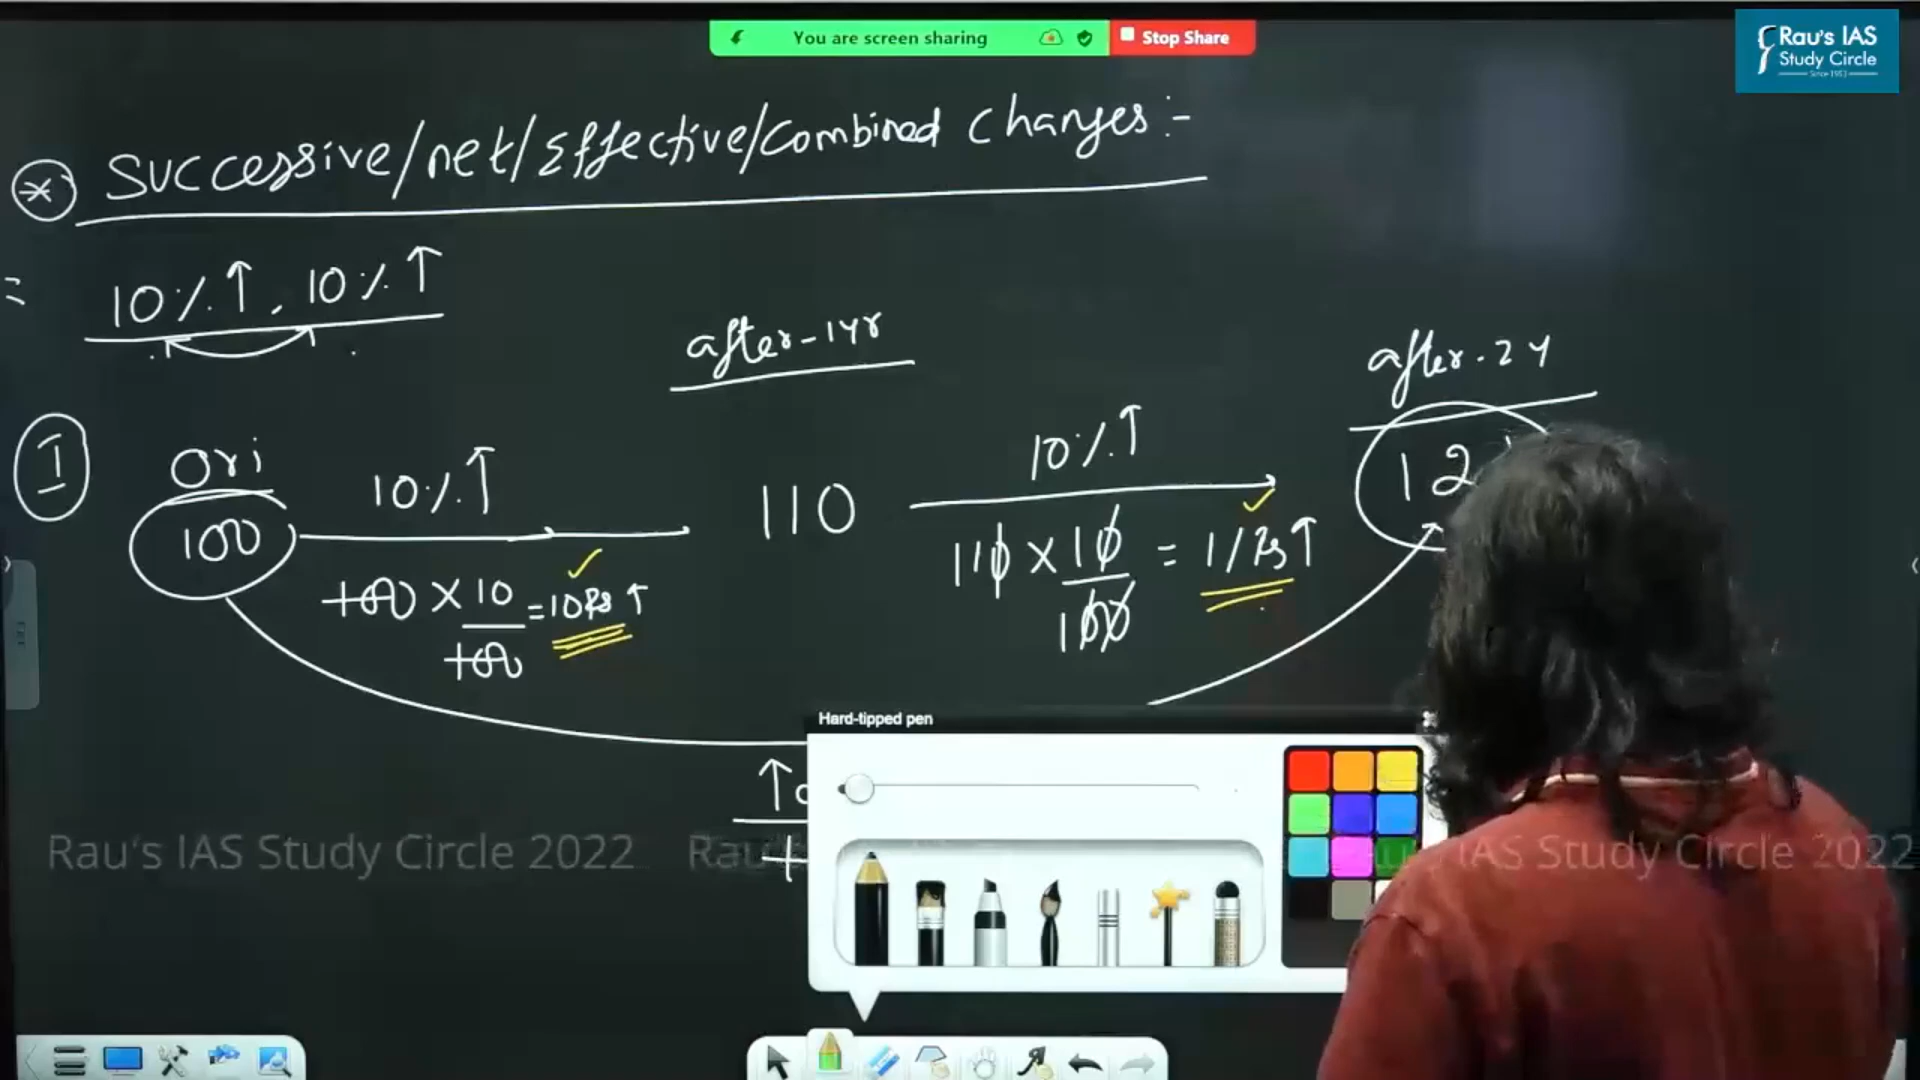 You are screen sharing Stop Share
Rau's IAS
Study Circle
Since 1953
* Successive/net/Effective/Combined changes:-
= 10%↑, 10%↑
after-1yr
after-2y
I
Ori
100
10%↑
100 × 10 = 10Rs↑
100
110
10%↑
110 × 10 = 11Rs↑
100
12
Hard-tipped pen
Rau's IAS Study Circle 2022
IAS Study Circle 2022